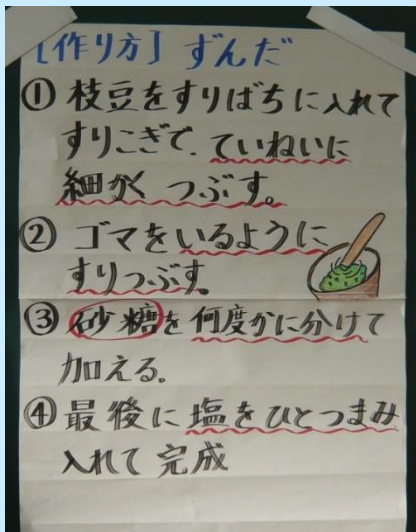 [作り方] ずんだ
① 枝豆をすりばちに入れて
すりこぎで、ていねいに
細かく つぶす。
② ゴマをいるように
すりつぶす。
③ 砂糖を何度かに分けて
加える。
④ 最後に塩をひとつまみ
入れて 完成